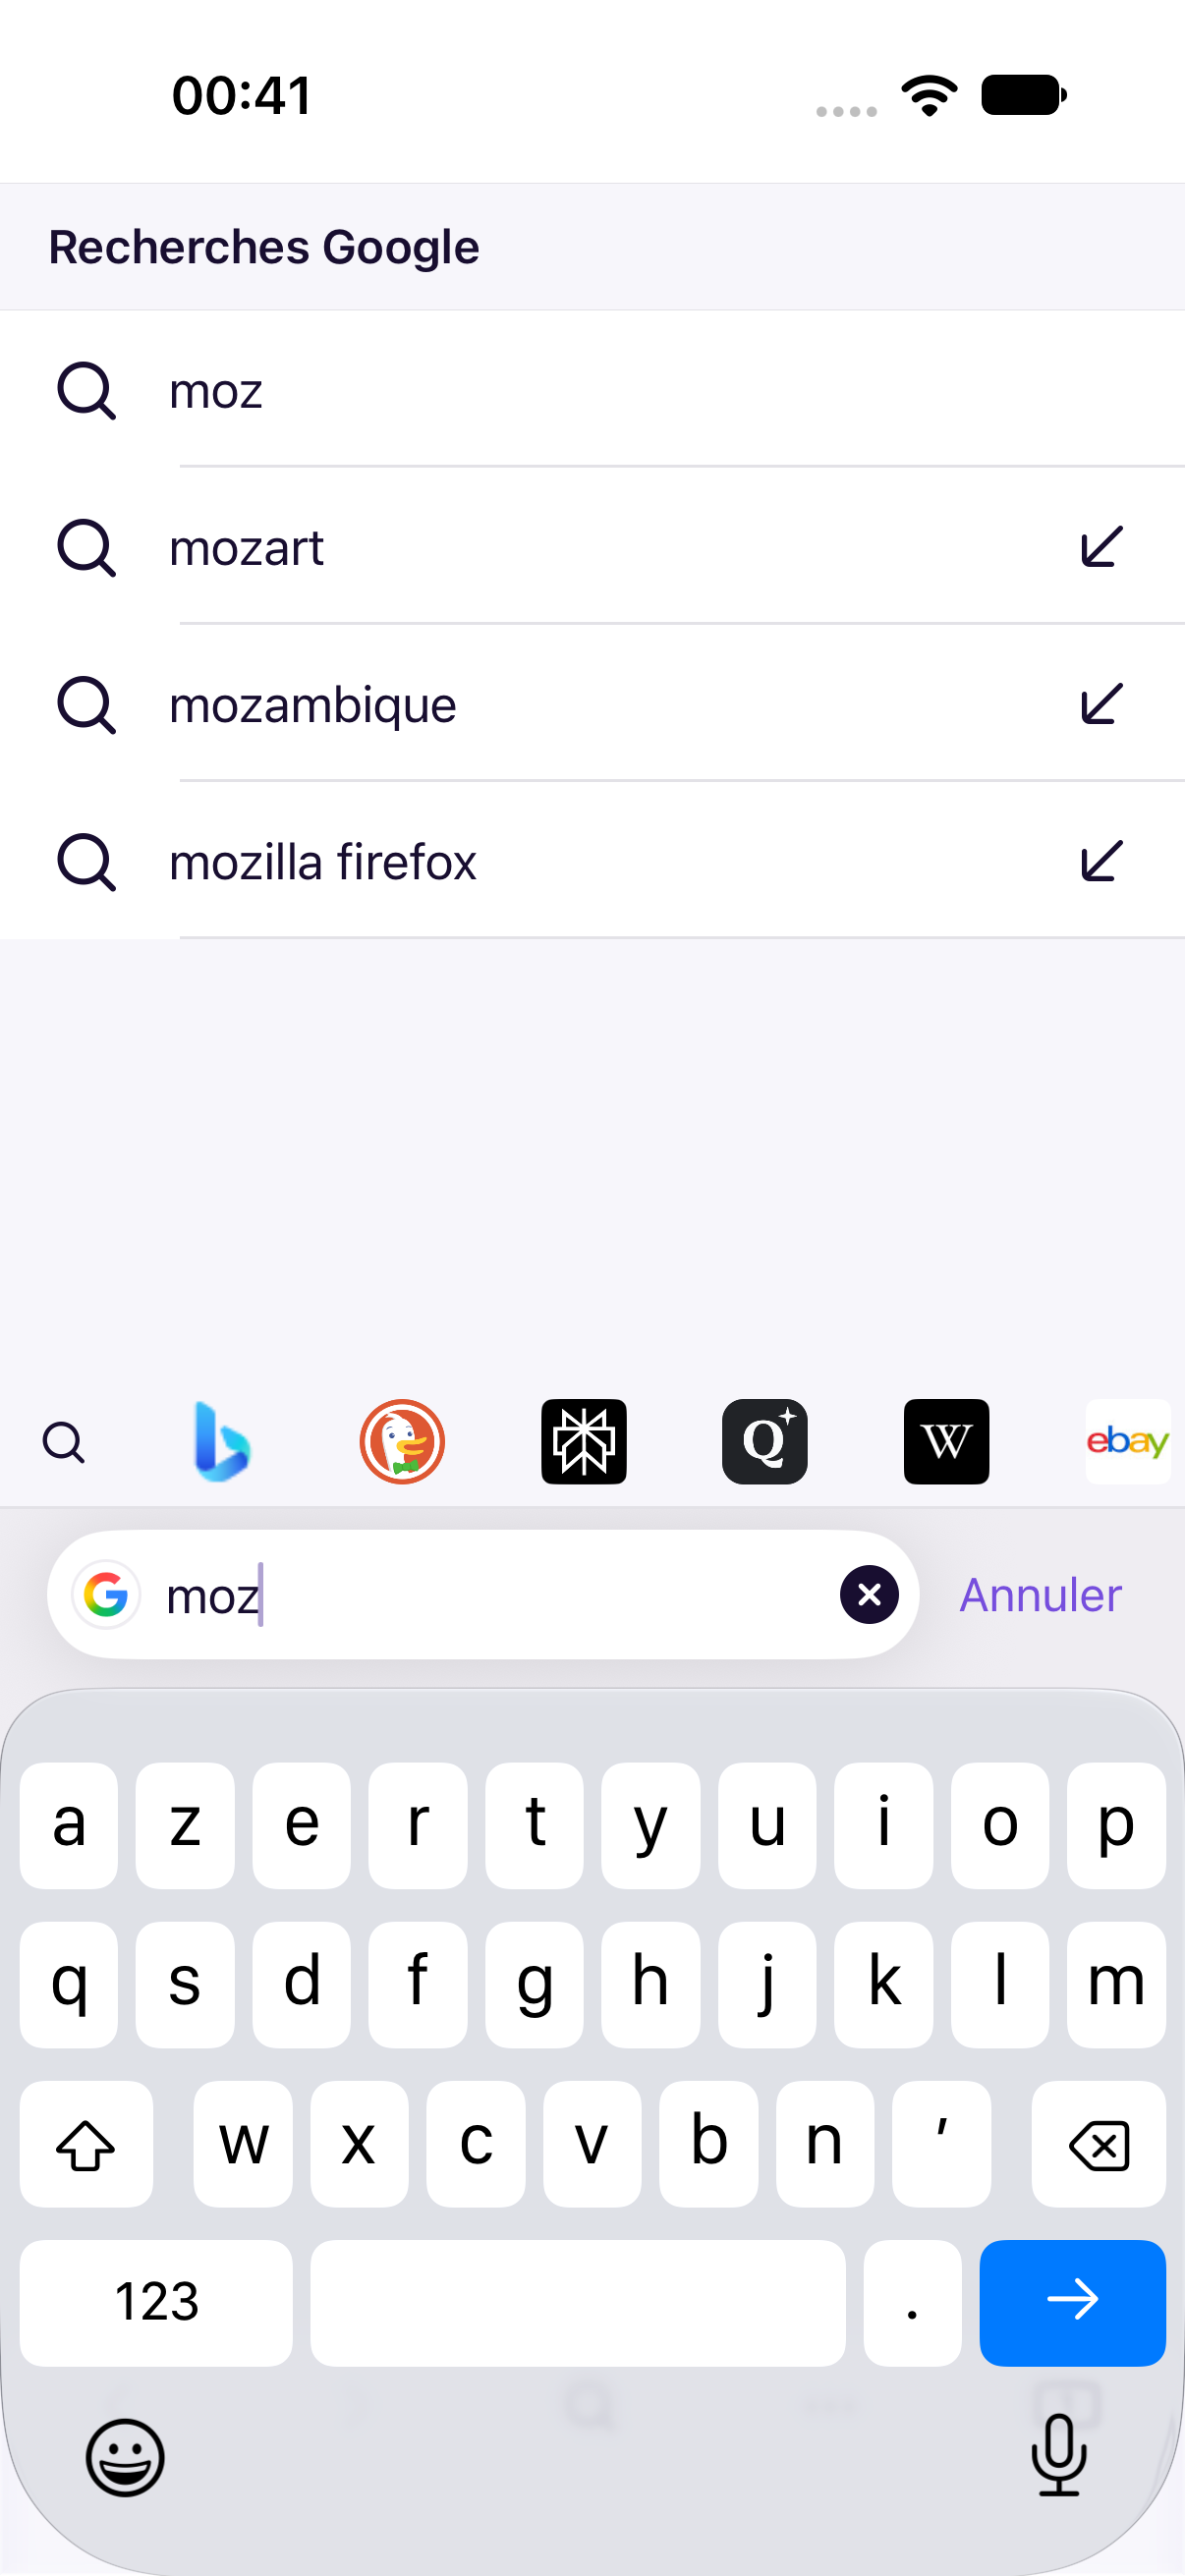 00:41
Recherches Google
moz
mozart
mozambique
mozilla firefox
Q W ebay
G moz Annuler
a z e r t y u i o p
q s d f g h j k l m
w x c v b n ′
123 .